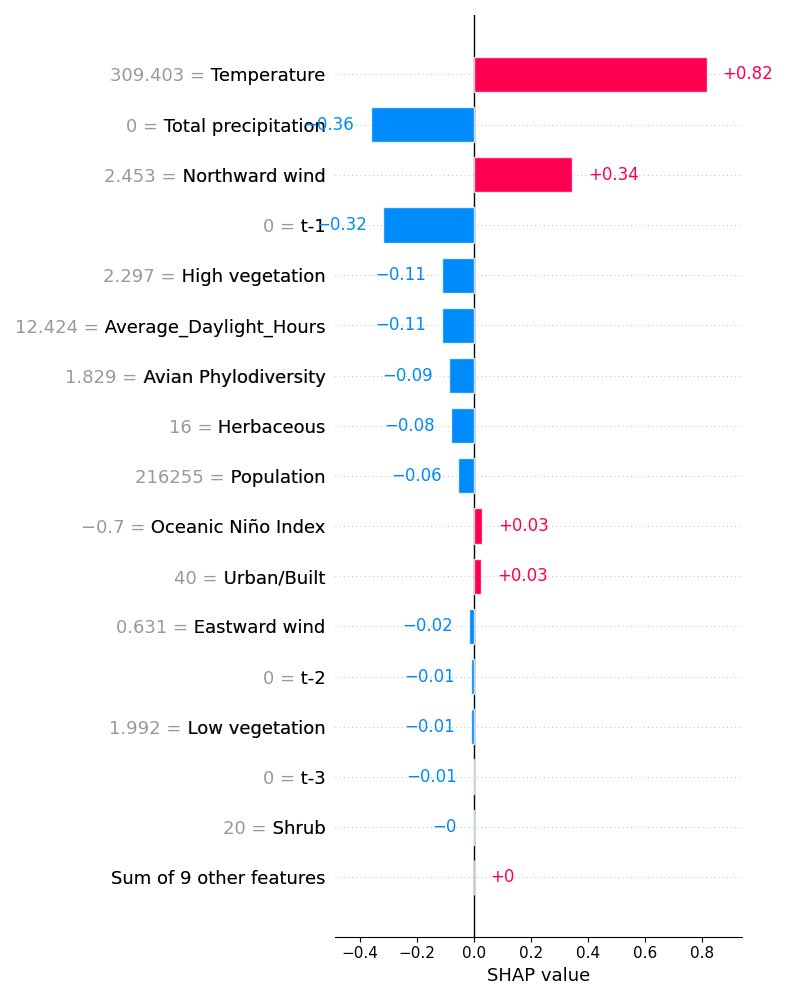 309.403 = Temperature +0.82
0 = Total precipitation −0.36
2.453 = Northward wind +0.34
0 = t-1 −0.32
2.297 = High vegetation −0.11
12.424 = Average_Daylight_Hours −0.11
1.829 = Avian Phylodiversity −0.09
16 = Herbaceous −0.08
216255 = Population −0.06
−0.7 = Oceanic Niño Index +0.03
40 = Urban/Built +0.03
0.631 = Eastward wind −0.02
0 = t-2 −0.01
1.992 = Low vegetation −0.01
0 = t-3 −0.01
20 = Shrub −0
Sum of 9 other features +0
−0.4 −0.2 0.0 0.2 0.4 0.6 0.8
SHAP value